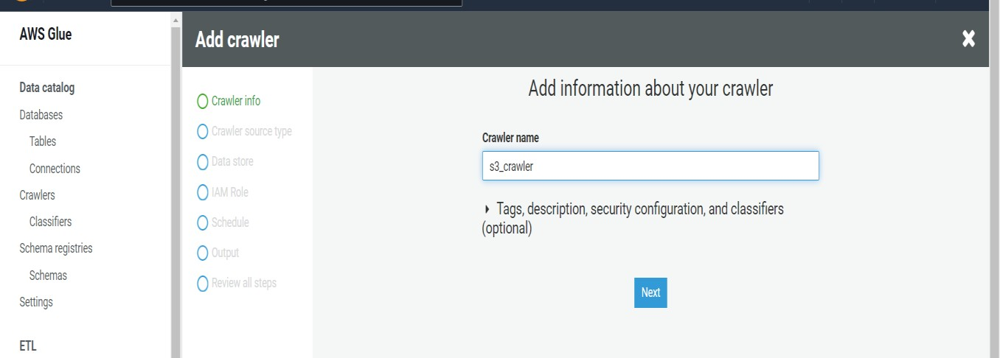 AWS Glue
Data catalog
Databases
Tables
Connections
Crawlers
Classifiers
Schema registries
Schemas
Settings
ETL
Add crawler
Crawler info
Crawler source type
Data store
IAM Role
Schedule
Output
Review all steps
Add information about your crawler
Crawler name
s3_crawler
Tags, description, security configuration, and classifiers
(optional)
Next